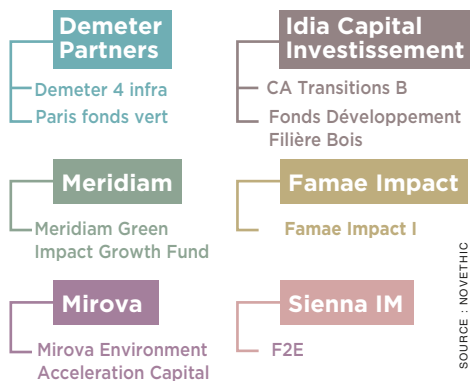 Demeter
Partners
Demeter 4 infra
Paris fonds vert
Idia Capital
Investissement
CA Transitions B
Fonds Développement
Filière Bois
Meridiam
Meridiam Green
Impact Growth Fund
Famae Impact
Famae Impact I
Mirova
Mirova Environment
Acceleration Capital
Sienna IM
F2E
SOURCE : NOVETHIC